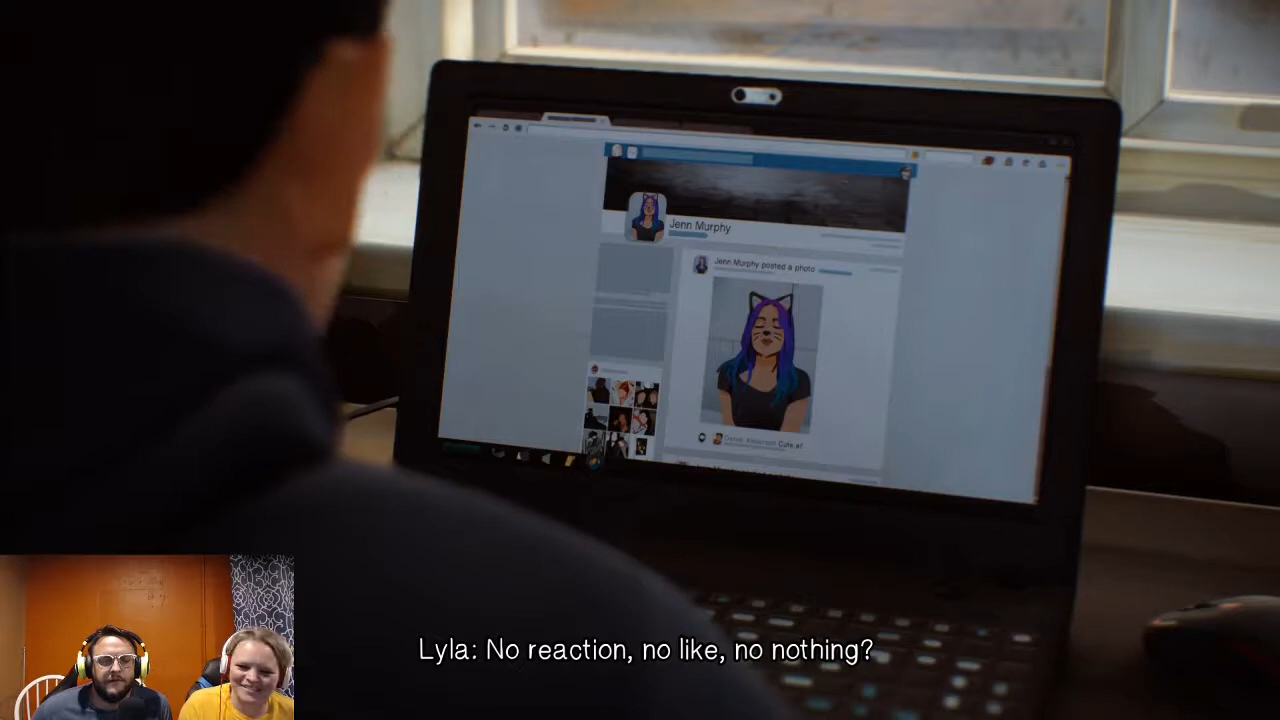 Jenn Murphy
Jenn Murphy posted a photo
Cute af
Lyla: No reaction, no like, no nothing?